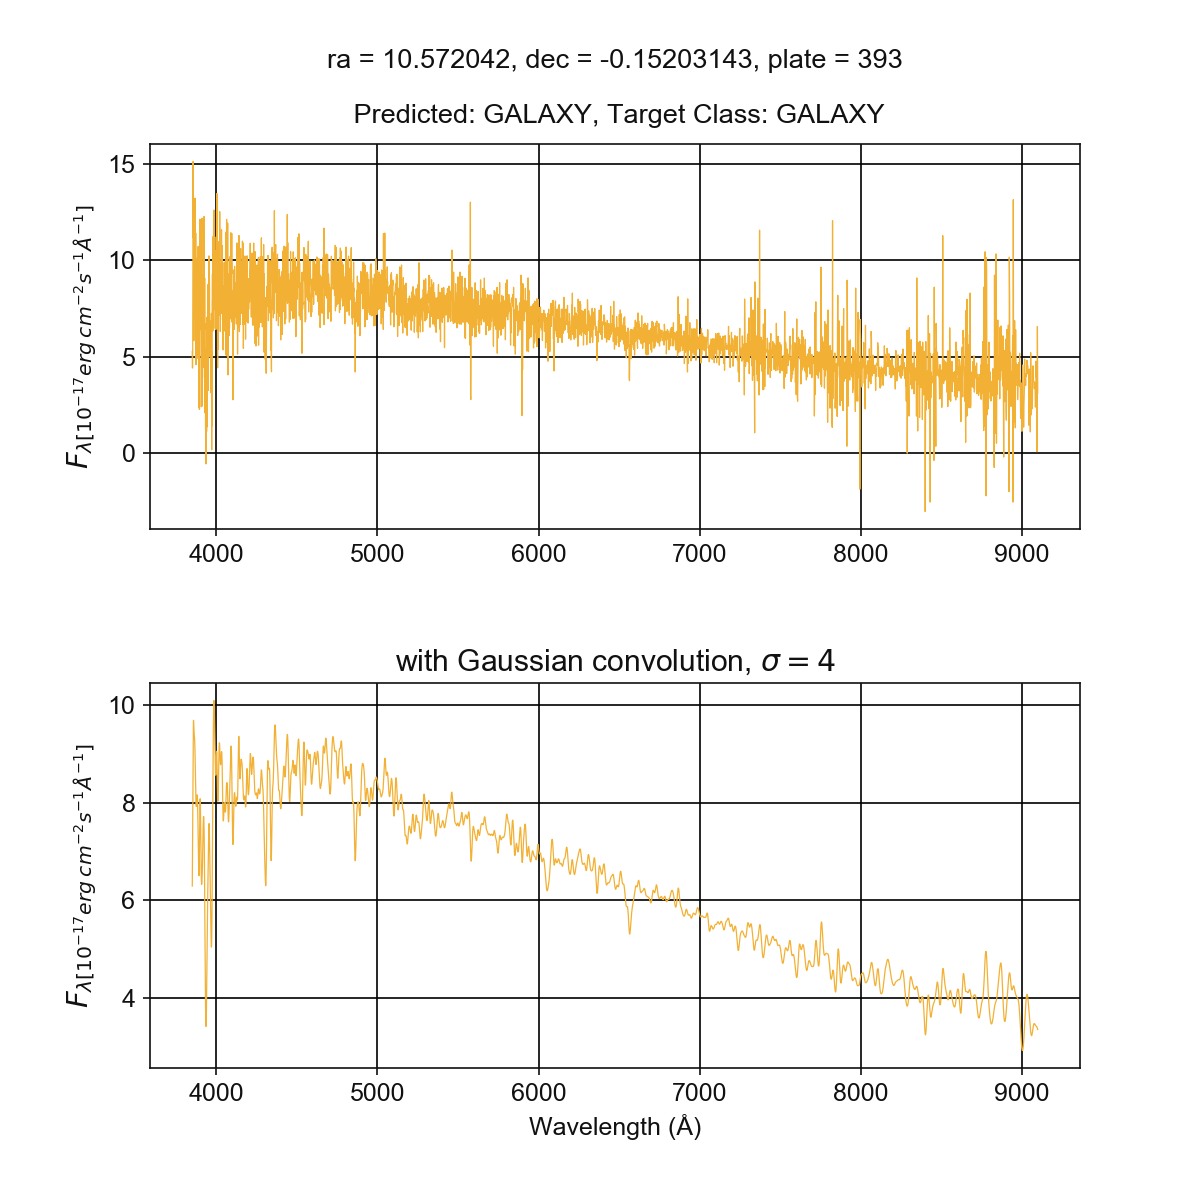 ra = 10.572042, dec = -0.15203143, plate = 393
Predicted: GALAXY, Target Class: GALAXY
15
10
5
0
F_λ[10⁻¹⁷erg cm⁻²s⁻¹Å⁻¹]
4000 5000 6000 7000 8000 9000
with Gaussian convolution, σ = 4
10
8
6
4
F_λ[10⁻¹⁷erg cm⁻²s⁻¹Å⁻¹]
4000 5000 6000 7000 8000 9000
Wavelength (Å)